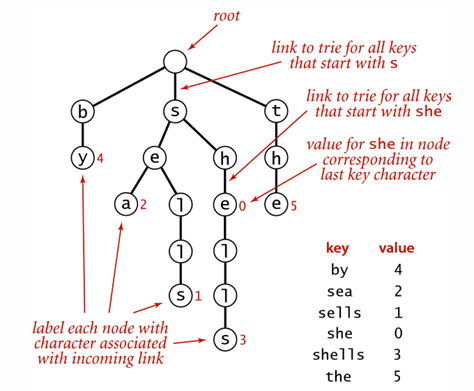 root
link to trie for all keys
that start with s
link to trie for all keys
that start with she
b
s
t
value for she in node
corresponding to
last key character
y 4
e
h
h
a 2
l
e 0
e 5
l
l
key value
by 4
sea 2
s 1
l
sells 1
she 0
label each node with
character associated
with incoming link
s 3
shells 3
the 5